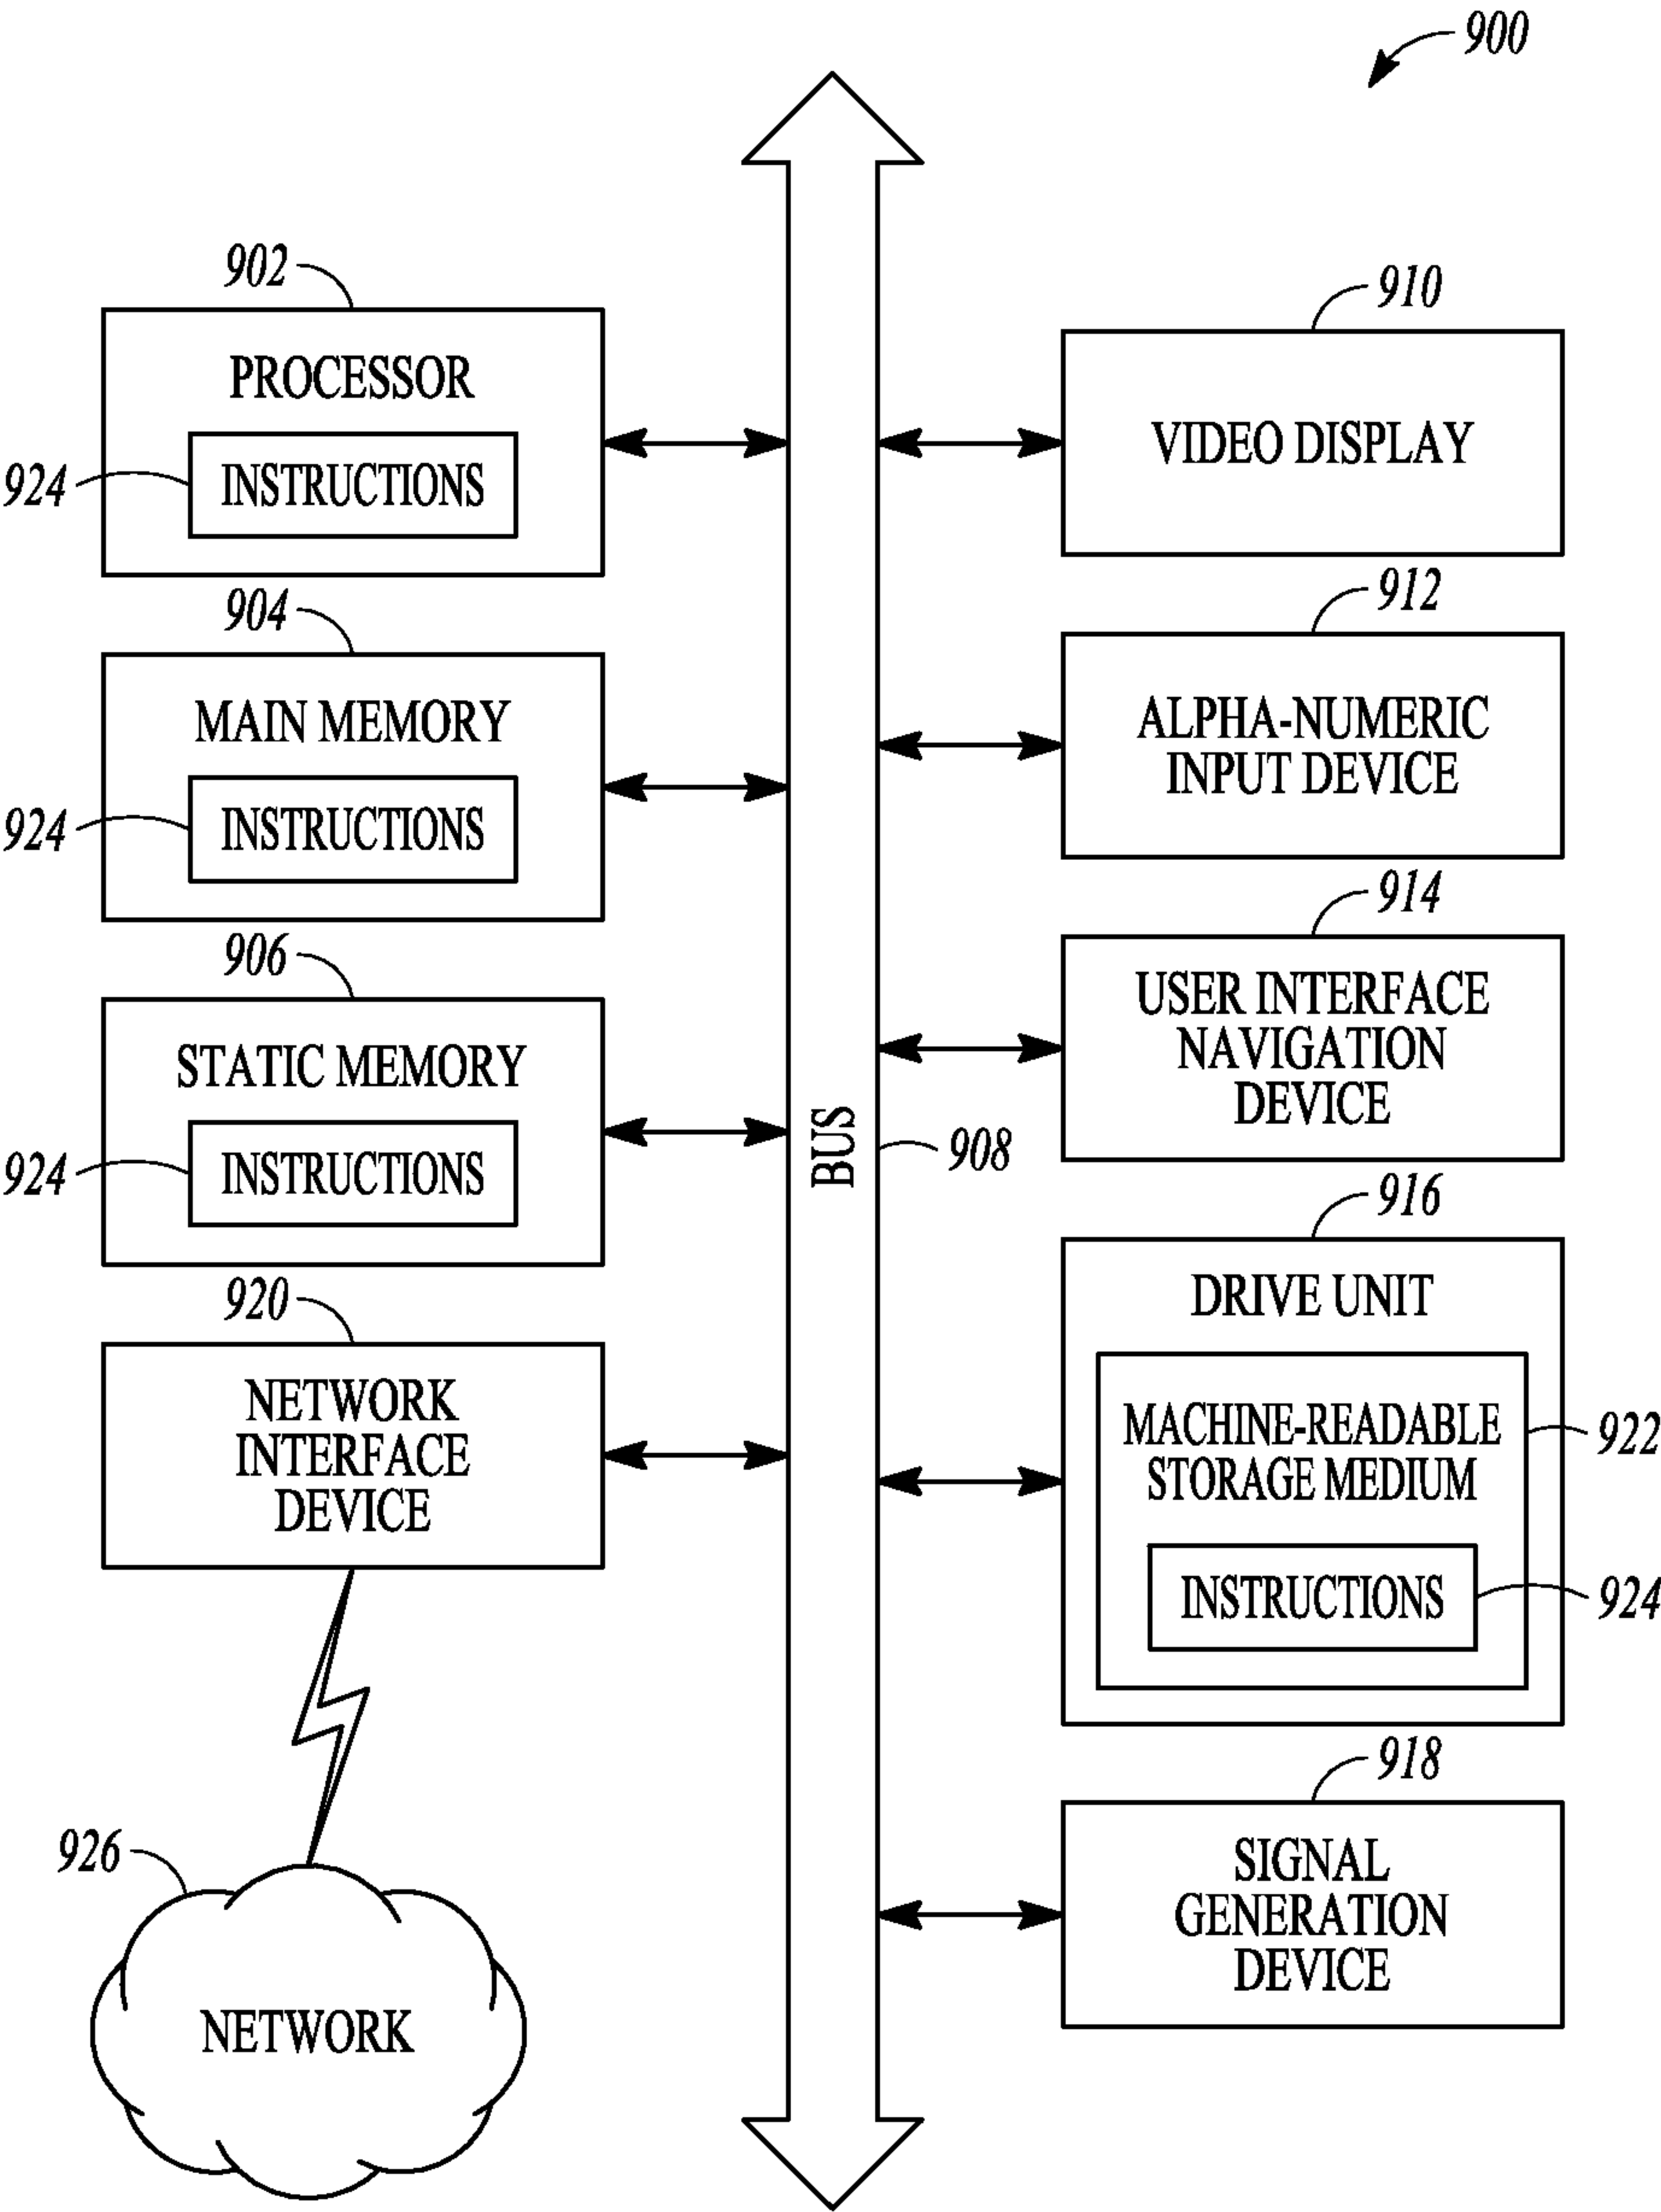 900
902
PROCESSOR
924
INSTRUCTIONS
904
MAIN MEMORY
924
INSTRUCTIONS
906
STATIC MEMORY
924
INSTRUCTIONS
920
NETWORK
INTERFACE
DEVICE
926
NETWORK
BUS
908
910
VIDEO DISPLAY
912
ALPHA-NUMERIC
INPUT DEVICE
914
USER INTERFACE
NAVIGATION
DEVICE
916
DRIVE UNIT
MACHINE-READABLE
STORAGE MEDIUM
922
INSTRUCTIONS
924
918
SIGNAL
GENERATION
DEVICE